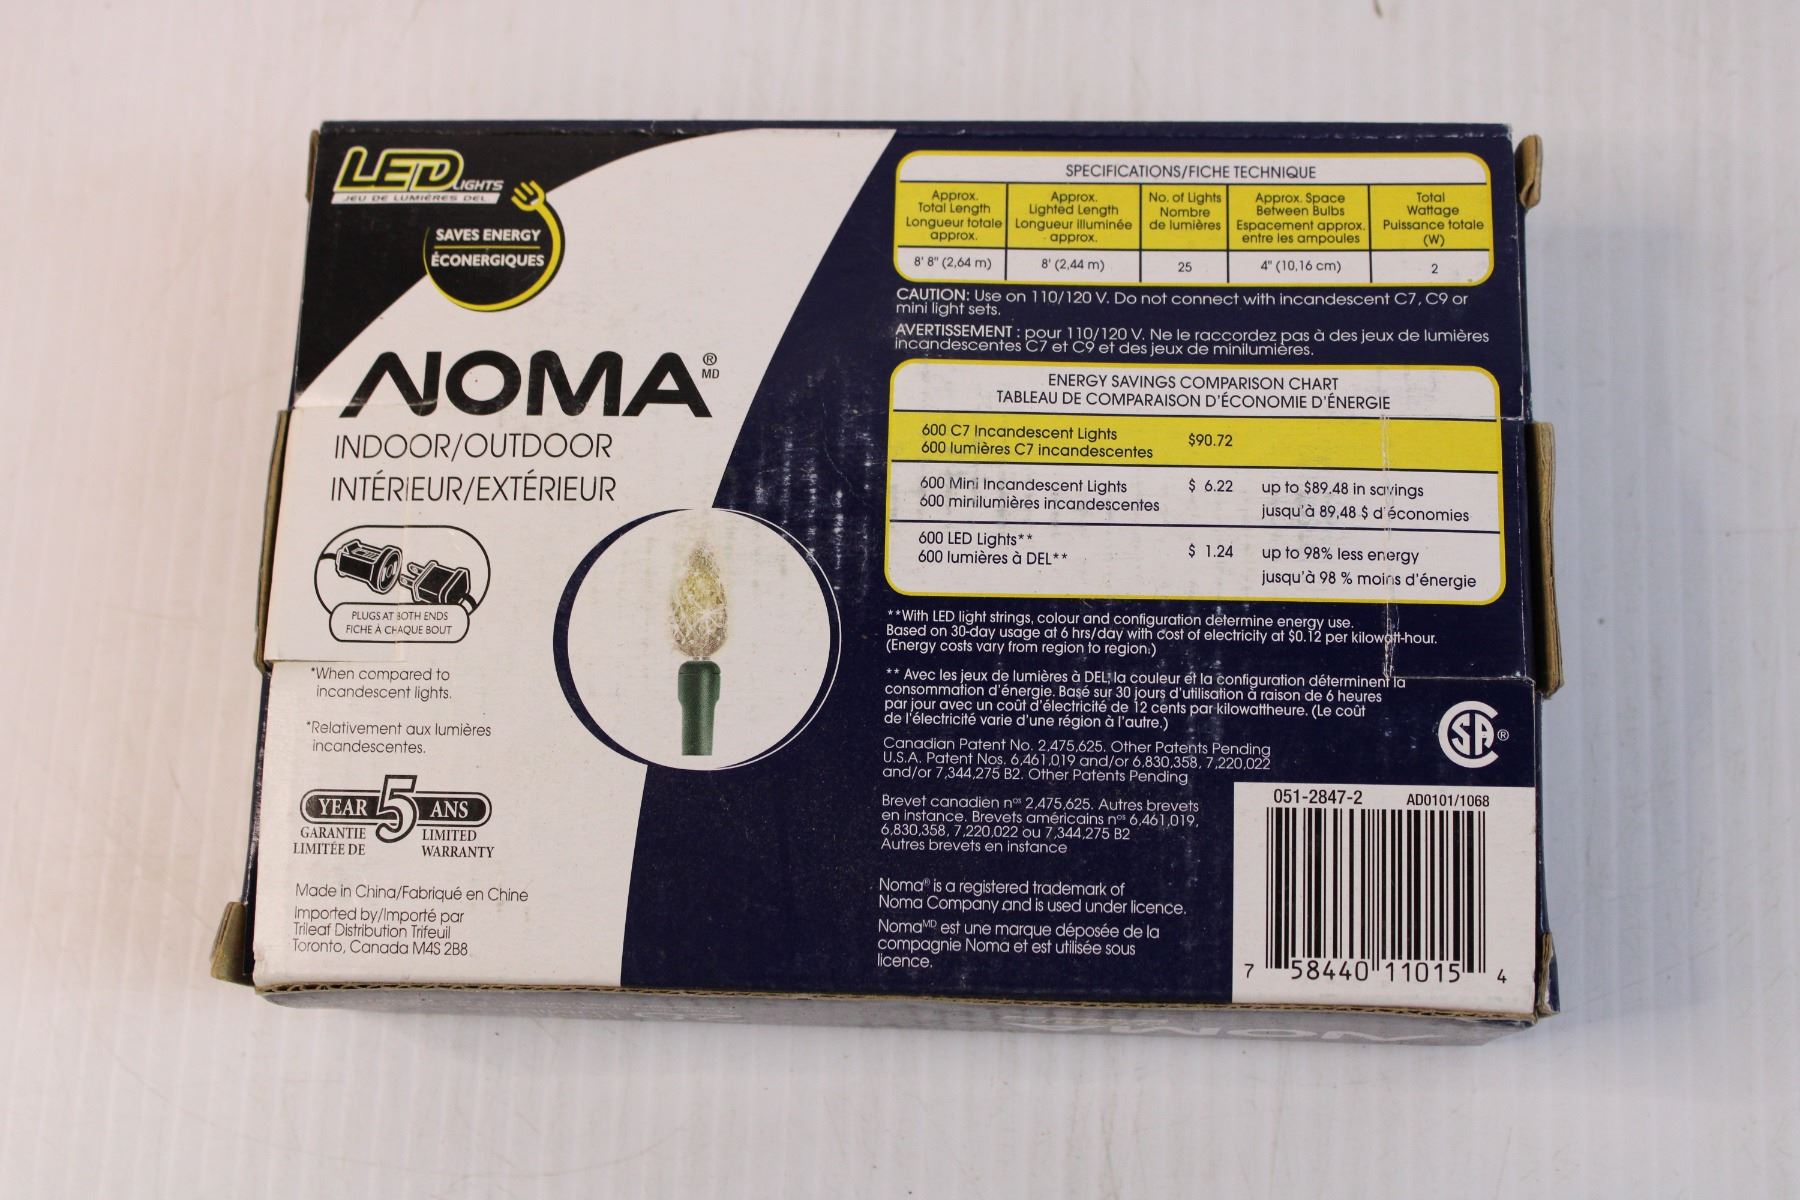 LED LIGHTS
JEU DE LUMIÈRES DEL
SAVES ENERGY
ÉCONERGIQUES
NOMA®
MD
INDOOR/OUTDOOR
INTÉRIEUR/EXTÉRIEUR
PLUGS AT BOTH ENDS
FICHE À CHAQUE BOUT
*When compared to
incandescent lights.
*Relativement aux lumières
incandescentes.
YEAR 5 ANS
GARANTIE LIMITED
LIMITÉE DE WARRANTY
Made in China/Fabriqué en Chine
Imported by/Importé par
Trileaf Distribution Trifeuil
Toronto, Canada M4S 2B8
SPECIFICATIONS/FICHE TECHNIQUE
Approx.
Total Length
Longueur totale
approx.
Approx.
Lighted Length
Longueur illuminée
approx.
No. of Lights
Nombre
de lumières
Approx. Space
Between Bulbs
Espacement approx.
entre les ampoules
Total
Wattage
Puissance totale
(W)
8' 8" (2,64 m) 8' (2,44 m) 25 4" (10,16 cm) 2
CAUTION: Use on 110/120 V. Do not connect with incandescent C7, C9 or
mini light sets.
AVERTISSEMENT : pour 110/120 V. Ne le raccordez pas à des jeux de lumières
incandescentes C7 et C9 et des jeux de minilumières.
ENERGY SAVINGS COMPARISON CHART
TABLEAU DE COMPARAISON D'ÉCONOMIE D'ÉNERGIE
600 C7 Incandescent Lights $90.72
600 lumières C7 incandescentes
600 Mini Incandescent Lights $ 6.22 up to $89.48 in savings
600 minilumières incandescentes jusqu'à 89,48 $ d'économies
600 LED Lights** $ 1.24 up to 98% less energy
600 lumières à DEL** jusqu'à 98 % moins d'énergie
**With LED light strings, colour and configuration determine energy use.
Based on 30-day usage at 6 hrs/day with cost of electricity at $0.12 per kilowatt-hour.
(Energy costs vary from region to region.)
** Avec les jeux de lumières à DEL, la couleur et la configuration déterminent la
consommation d'énergie. Basé sur 30 jours d'utilisation à raison de 6 heures
par jour avec un coût d'électricité de 12 cents par kilowattheure. (Le coût
de l'électricité varie d'une région à l'autre.)
Canadian Patent No. 2,475,625. Other Patents Pending
U.S.A. Patent Nos. 6,461,019 and/or 6,830,358, 7,220,022
and/or 7,344,275 B2. Other Patents Pending
Brevet canadien nos 2,475,625. Autres brevets
en instance. Brevets américains nos 6,461,019,
6,830,358, 7,220,022 ou 7,344,275 B2
Autres brevets en instance
Noma® is a registered trademark of
Noma Company and is used under licence.
NomaMD est une marque déposée de la
compagnie Noma et est utilisée sous
licence.
CSA®
051-2847-2 AD0101/1068
7 58440 11015 4
NOMA